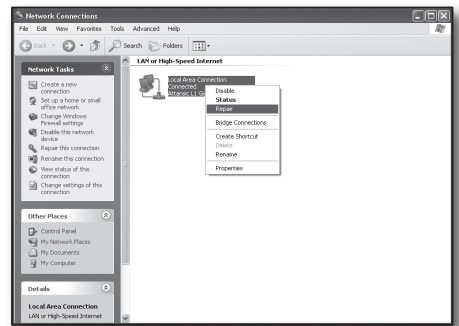 Network Connections
File Edit View Favorites Tools Advanced Help
Back Search Folders
LAN or High-Speed Internet
Network Tasks
Create a new
connection
Set up a home or small
office network
Change Windows
Firewall settings
Disable this network
device
Repair this connection
Rename this connection
View status of this
connection
Change settings of this
connection
Other Places
Control Panel
My Network Places
My Documents
My Computer
Details
Local Area Connection
LAN or High-Speed Internet
Local Area Connection
Connected
Attansic L1
Disable
Status
Repair
Bridge Connections
Create Shortcut
Delete
Rename
Properties